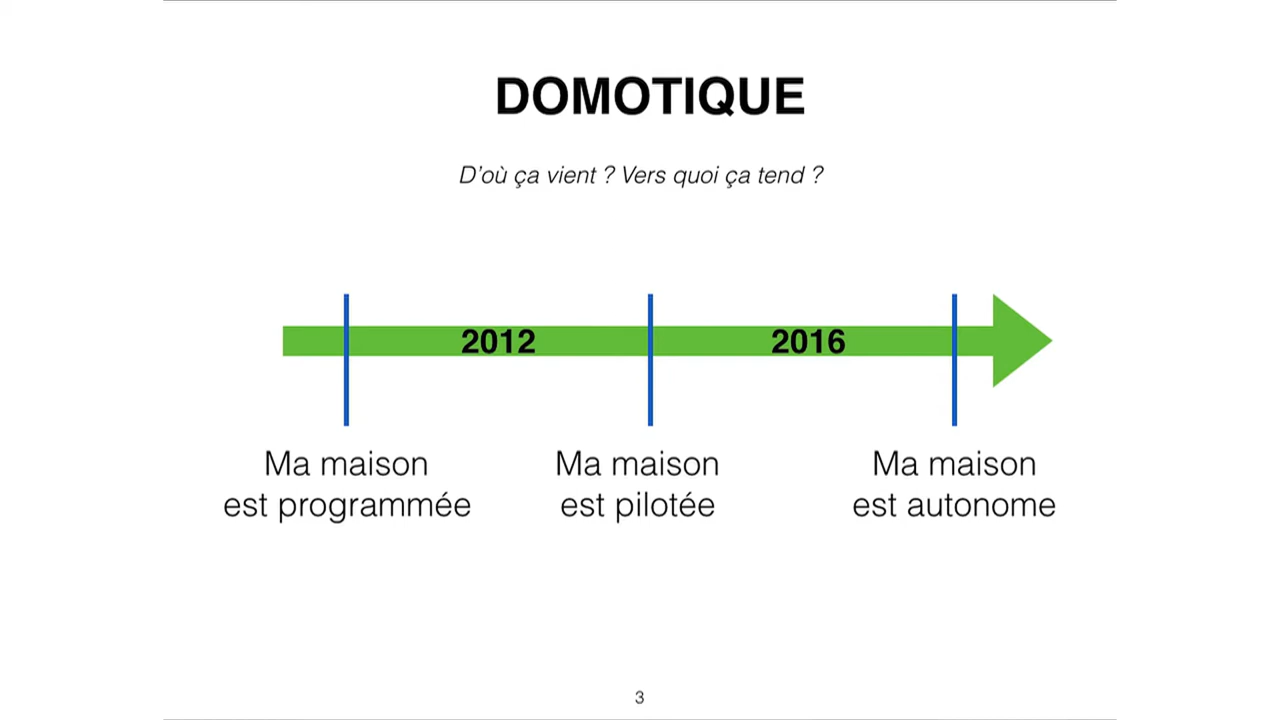 DOMOTIQUE
D'où ça vient ? Vers quoi ça tend ?
2012
2016
Ma maison
est programmée
Ma maison
est pilotée
Ma maison
est autonome
3